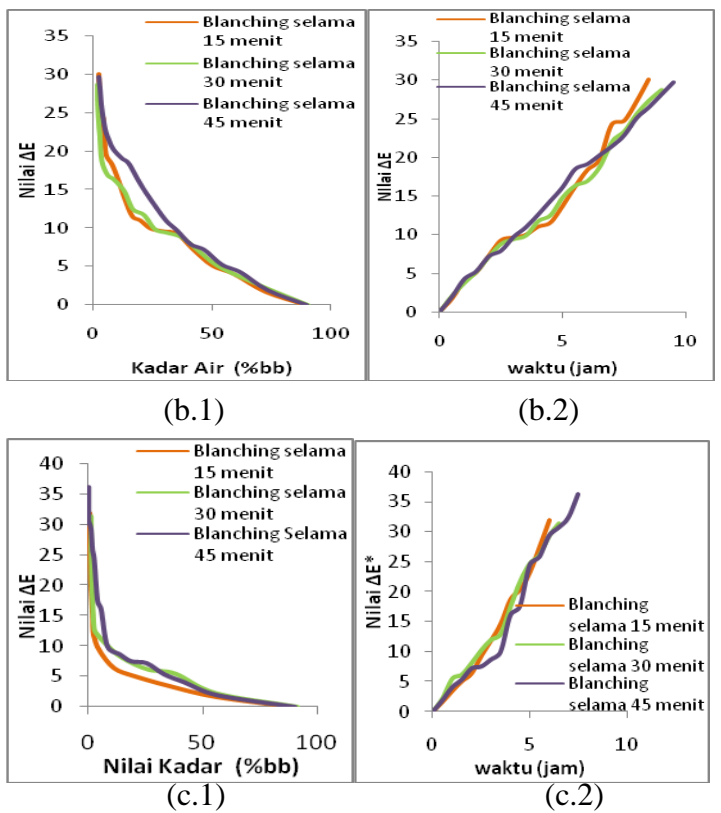 Blanching selama
15 menit
Blanching selama
30 menit
Blanching selama
45 menit
Nilai ΔE
35
30
25
20
15
10
5
0
0
50
100
Kadar Air (%bb)
(b.1)
Blanching selama
15 menit
Blanching selama
30 menit
Blanching selama
45 menit
Nilai ΔE
35
30
25
20
15
10
5
0
0
5
10
waktu (jam)
(b.2)
Blanching selama
15 menit
Blanching selama
30 menit
Blanching Selama
45 menit
Nilai ΔE
40
35
30
25
20
15
10
5
0
0
50
100
Nilai Kadar (%bb)
(c.1)
Nilai ΔE*
40
35
30
25
20
15
10
5
0
Blanching
selama 15 menit
Blanching
selama 30 menit
Blanching
selama 45 menit
0
5
10
waktu (jam)
(c.2)